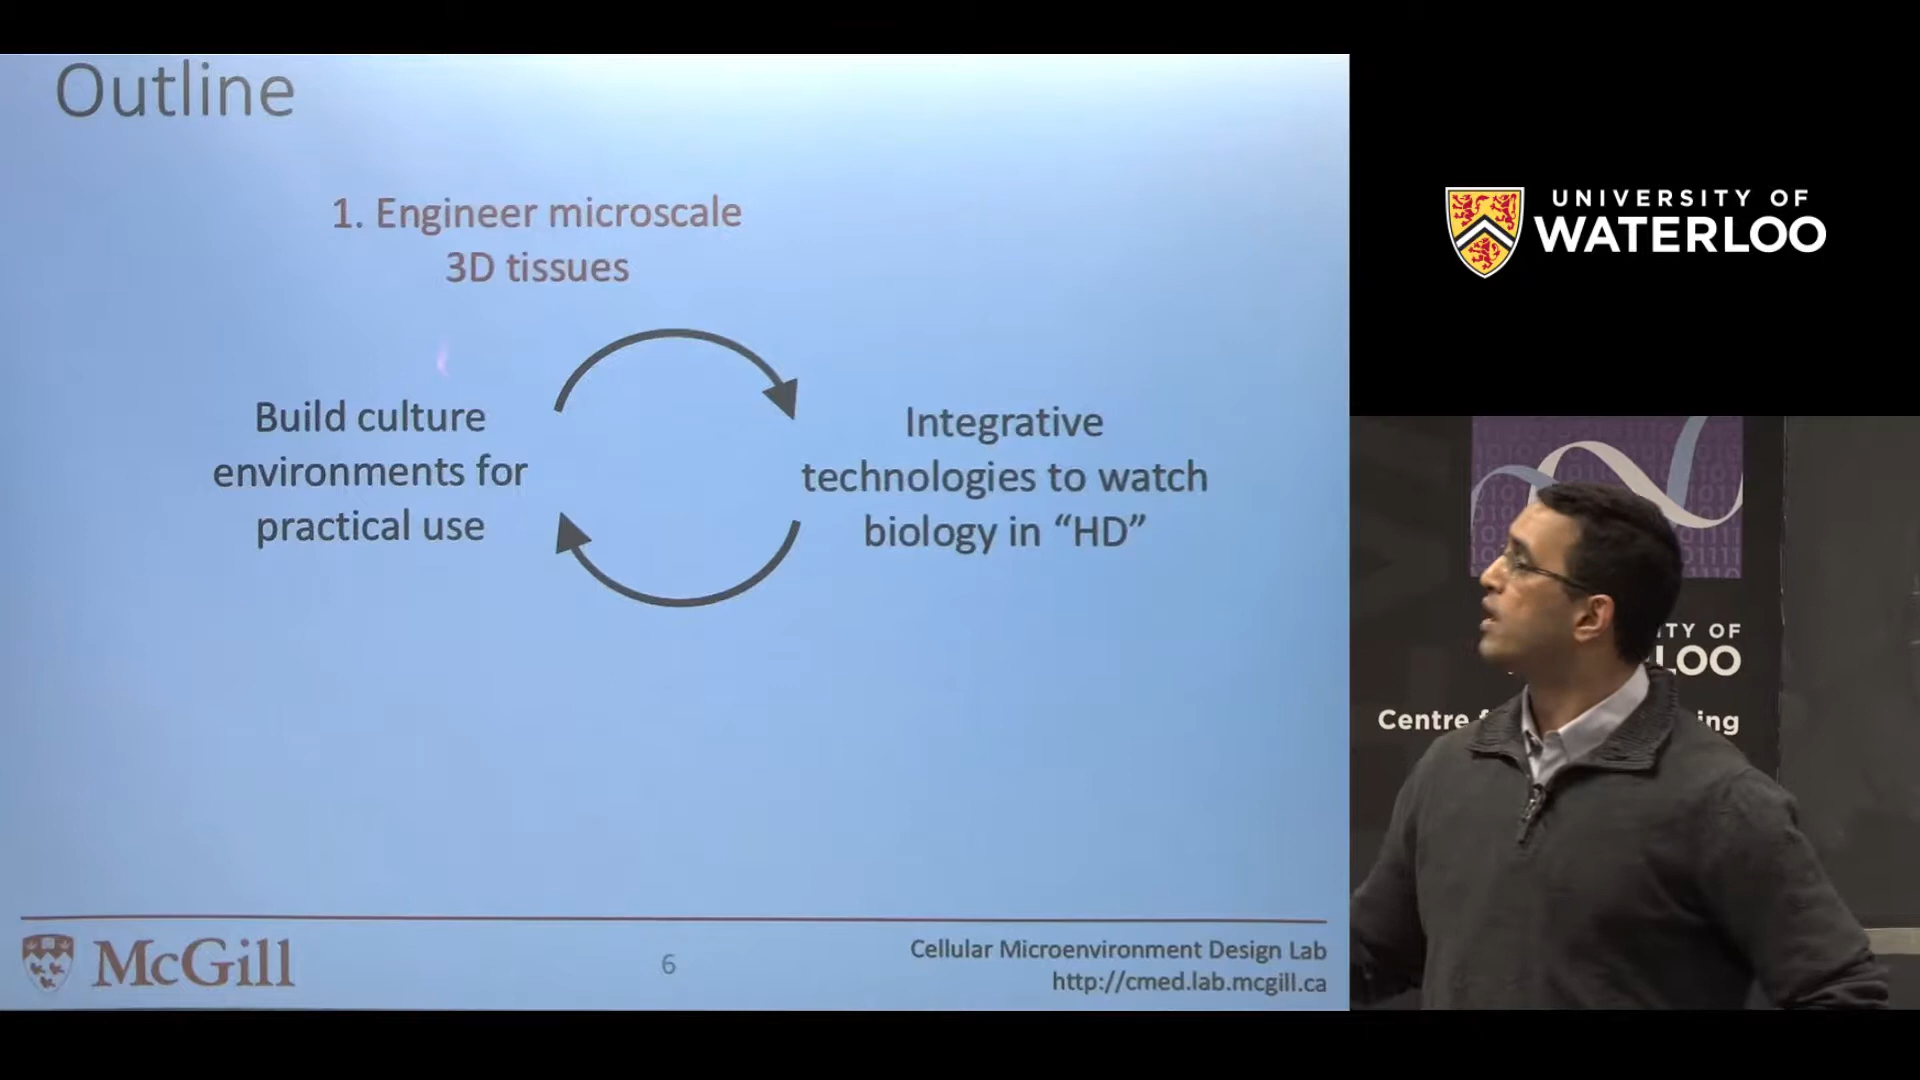 Outline
1. Engineer microscale
3D tissues
Build culture
environments for
practical use
Integrative
technologies to watch
biology in “HD”
McGill
6
Cellular Microenvironment Design Lab
http://cmed.lab.mcgill.ca
UNIVERSITY OF
WATERLOO
ITY OF
LOO
Centre
ing